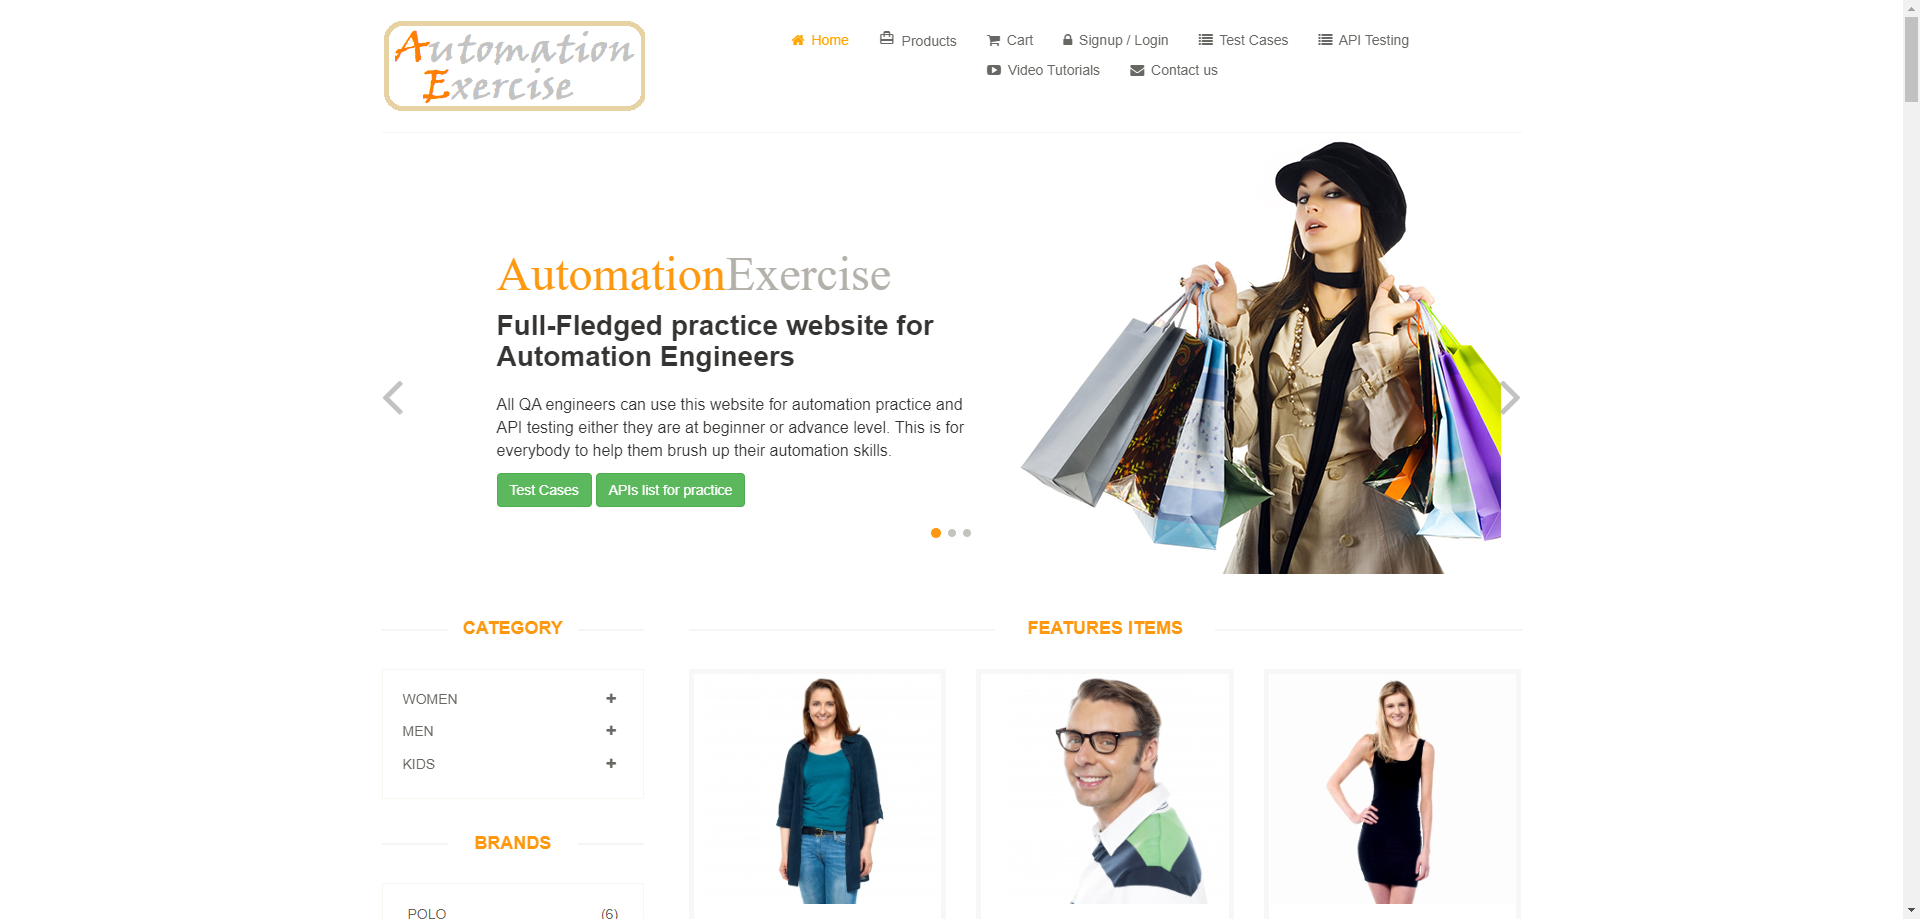 Automation
Exercise
Home
Products
Cart
Signup / Login
Test Cases
API Testing
Video Tutorials
Contact us
AutomationExercise
Full-Fledged practice website for
Automation Engineers
All QA engineers can use this website for automation practice and
API testing either they are at beginner or advance level. This is for
everybody to help them brush up their automation skills.
Test Cases
APIs list for practice
CATEGORY
WOMEN
MEN
KIDS
BRANDS
POLO (6)
FEATURES ITEMS